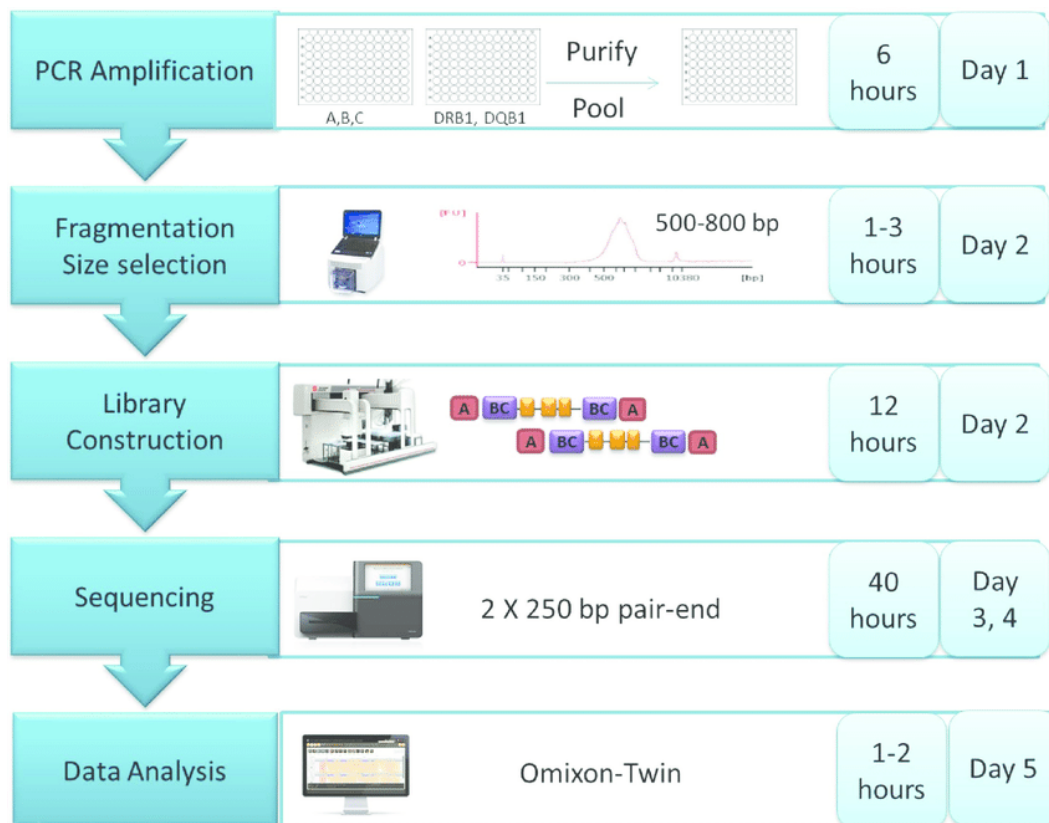 PCR Amplification
A,B,C
DRB1, DQB1
Purify
Pool
6
hours
Day 1
Fragmentation
Size selection
[FU]
0
35 150 300 500 10380 [bp]
500-800 bp
1-3
hours
Day 2
Library
Construction
A BC BC A
A BC BC A
12
hours
Day 2
Sequencing
2 X 250 bp pair-end
40
hours
Day
3, 4
Data Analysis
Omixon-Twin
1-2
hours
Day 5